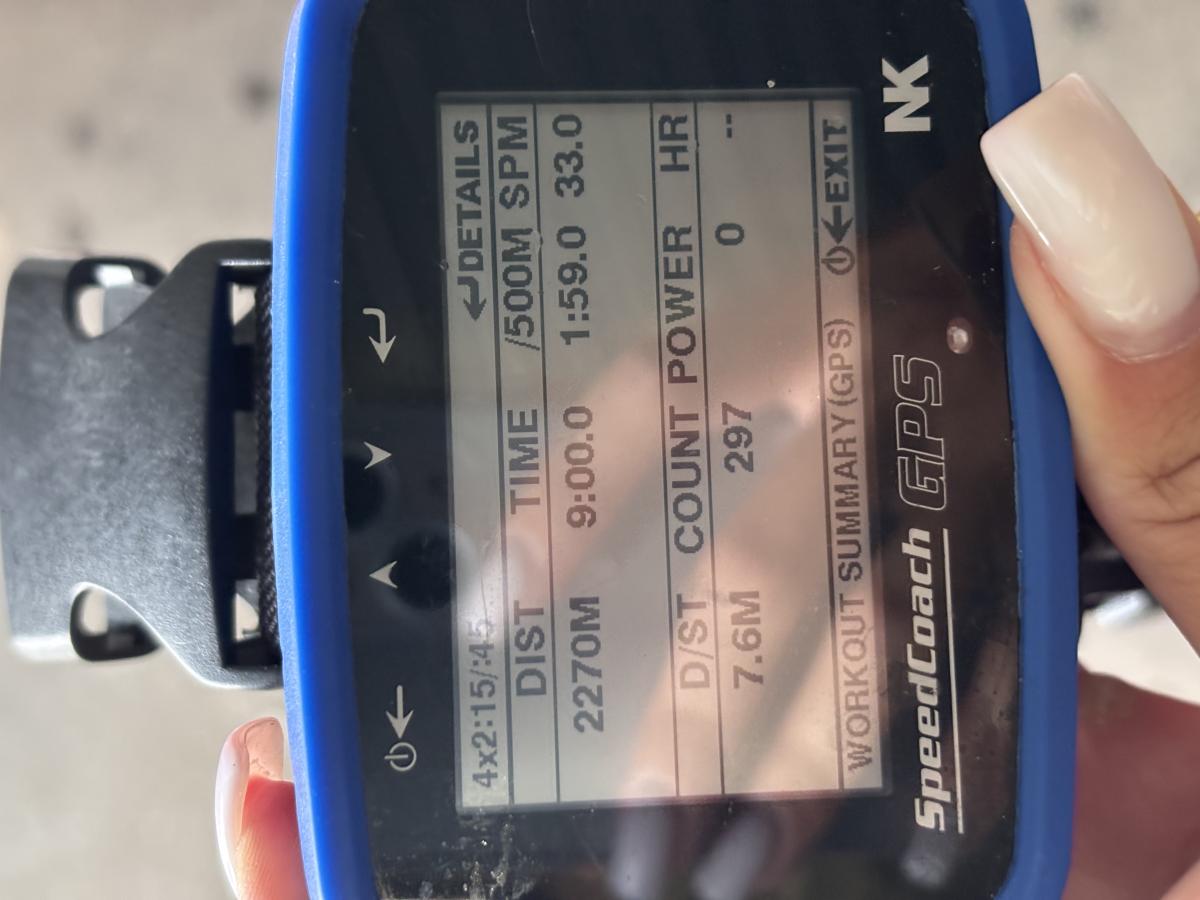 ↵DETAILS
4x2:15/:45
DIST TIME /500M SPM
2270M 9:00.0 1:59.0 33.0
D/ST COUNT POWER HR
7.6M 297 0 --
WORKOUT SUMMARY(GPS) ←EXIT
SpeedCoach GPS NK